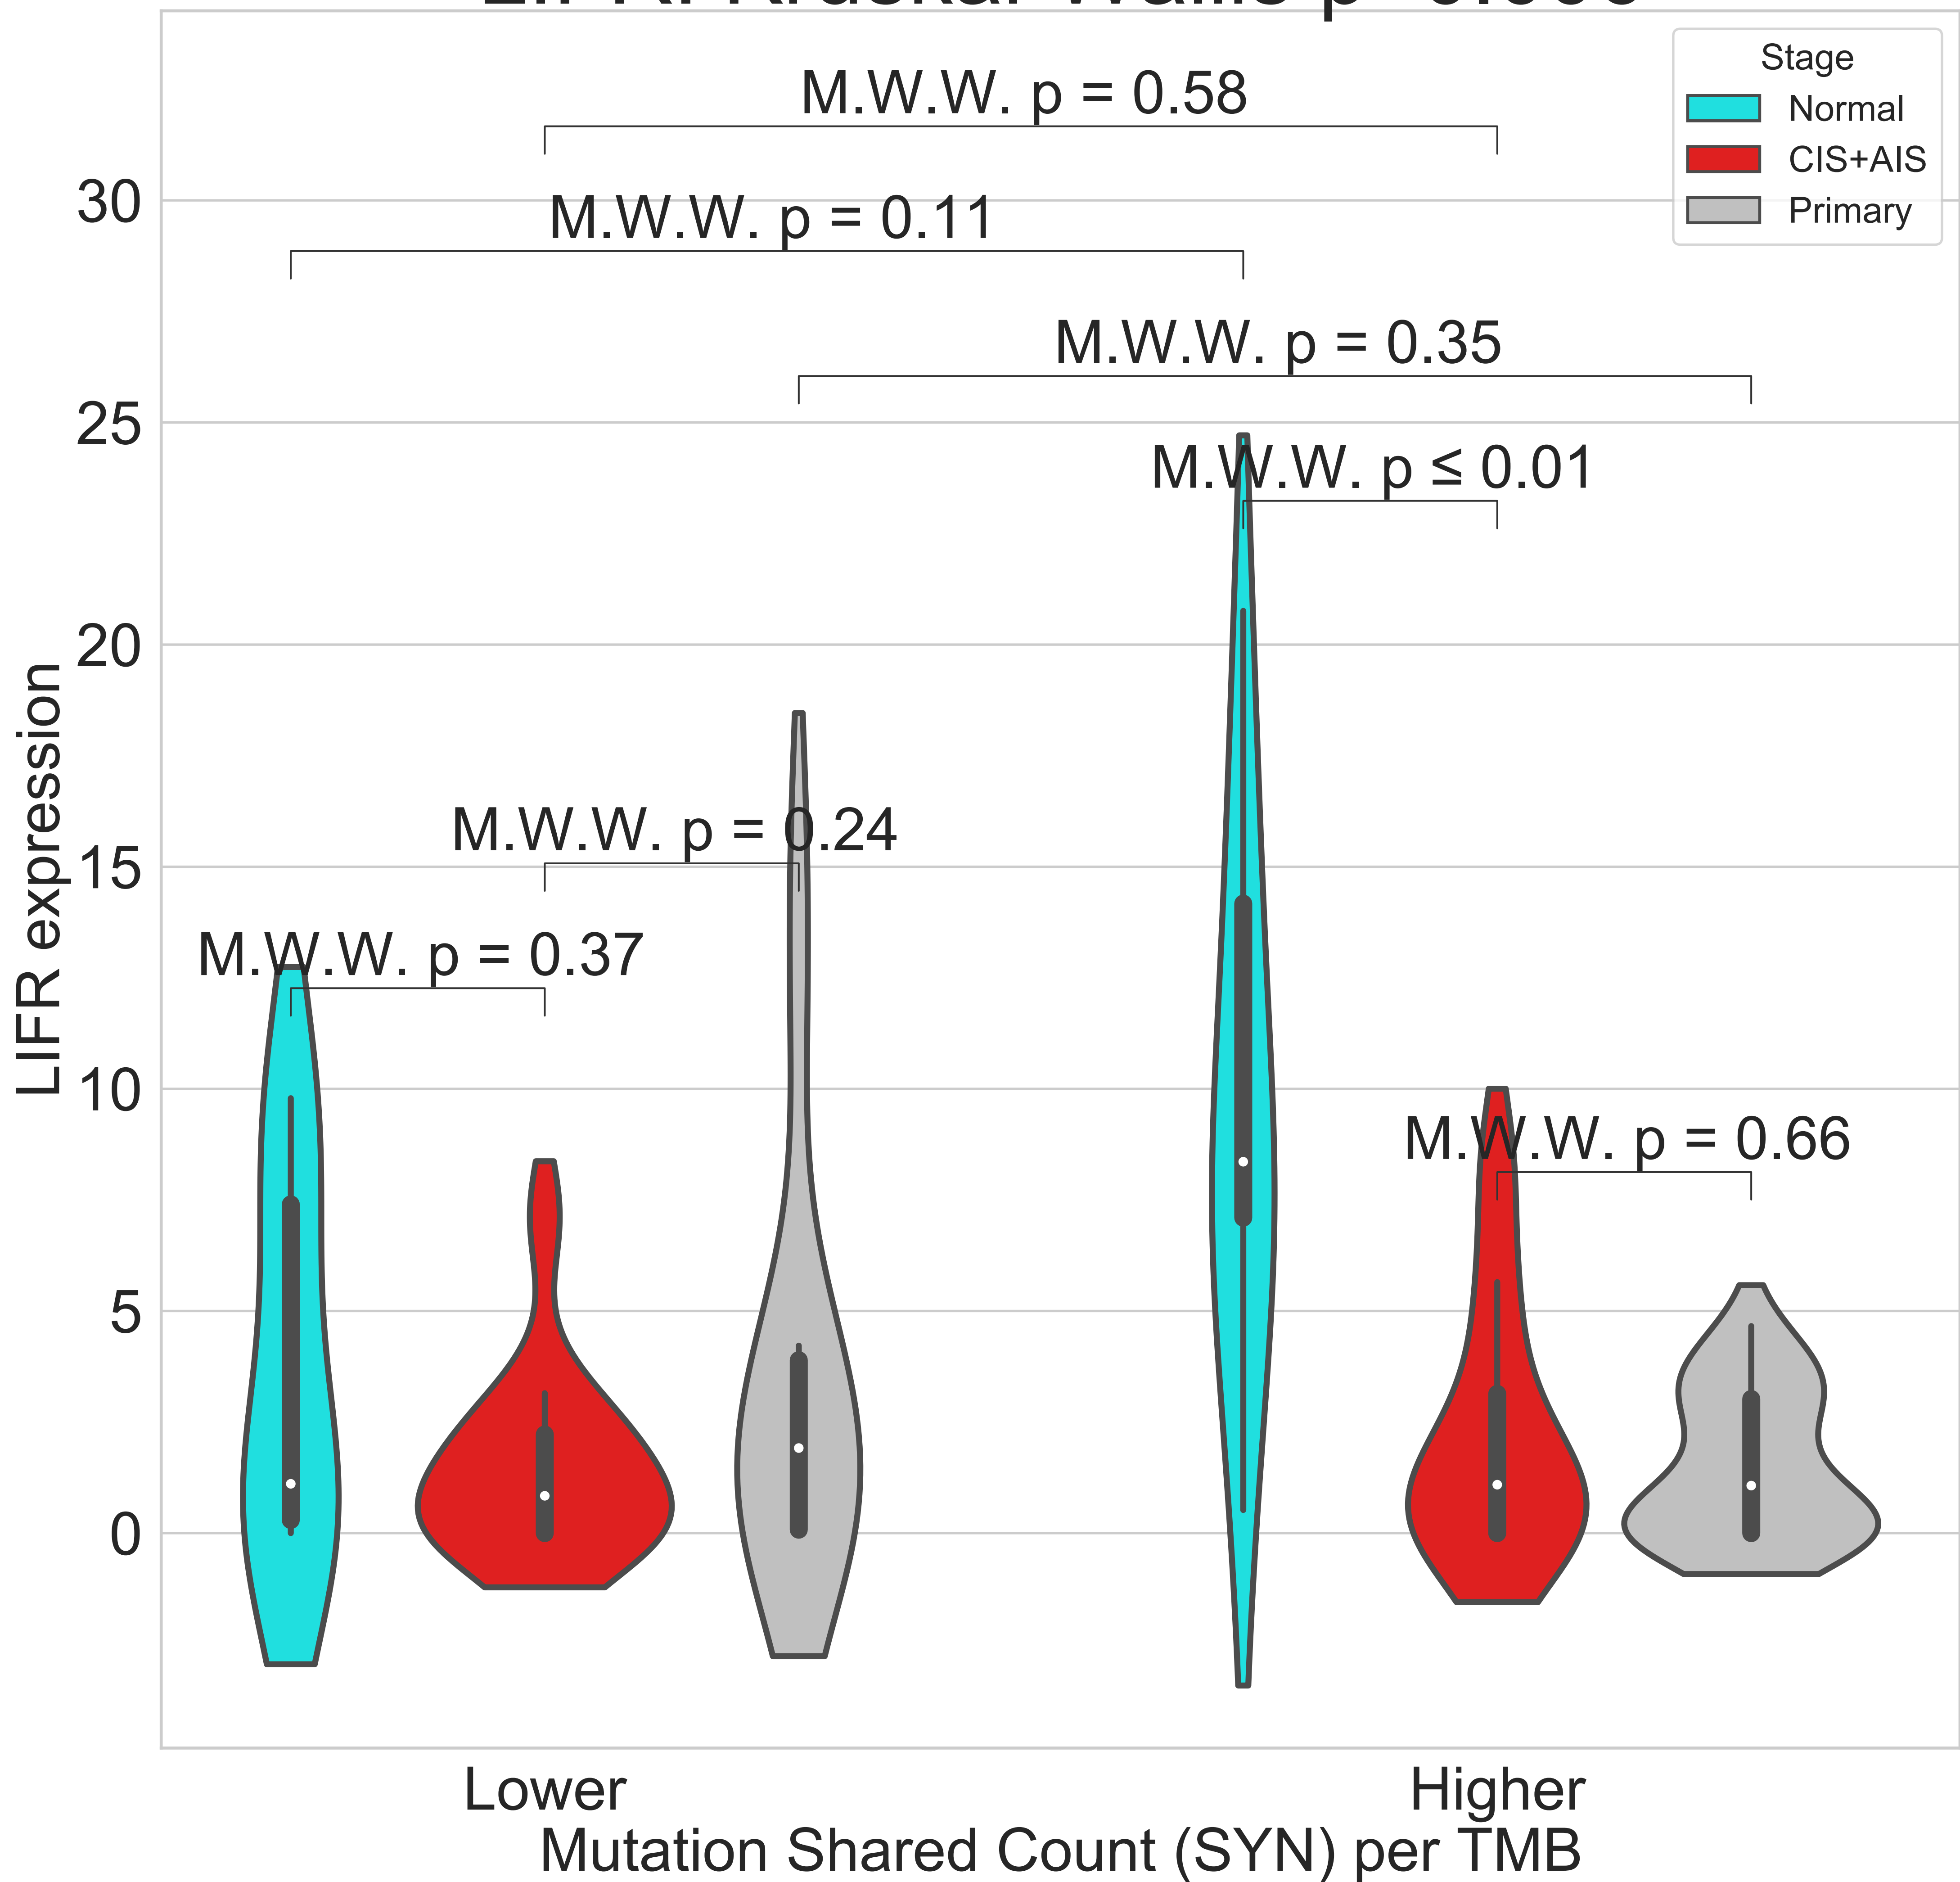 Stage
Normal
CIS+AIS
Primary
M.W.W. p = 0.58
M.W.W. p = 0.11
M.W.W. p = 0.35
M.W.W. p ≤ 0.01
M.W.W. p = 0.24
M.W.W. p = 0.37
M.W.W. p = 0.66
30
25
20
15
10
5
0
LIFR expression
Lower
Higher
Mutation Shared Count (SYN) per TMB